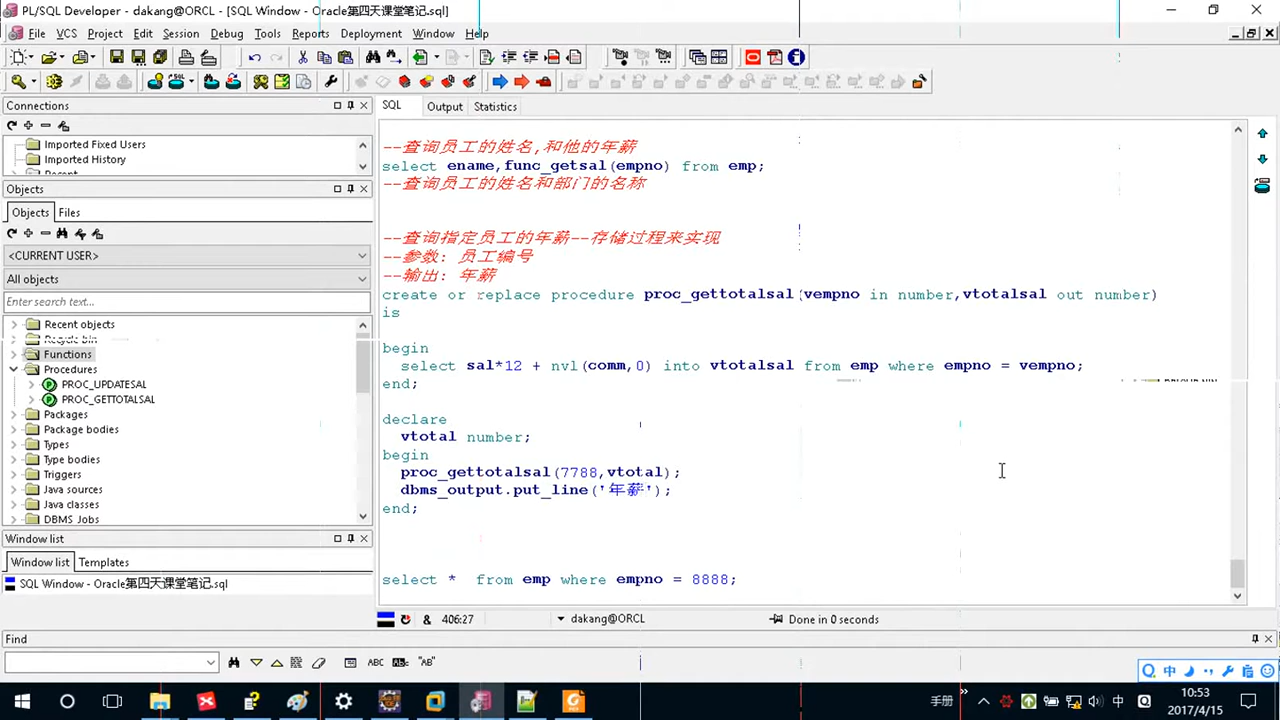 PL/SQL Developer - dakang@ORCL - [SQL Window - Oracle第四天课堂笔记.sql]
File VCS Project Edit Session Debug Tools Reports Deployment Window Help
Connections
Imported Fixed Users
Imported History
Objects
Objects Files
<CURRENT USER>
All objects
Enter search text...
Recent objects
Recycle bin
Functions
Procedures
PROC_UPDATESAL
PROC_GETTOTALSAL
Packages
Package bodies
Types
Type bodies
Triggers
Java sources
Java classes
DBMS Jobs
Window list
Window list Templates
SQL Window - Oracle第四天课堂笔记.sql
SQL Output Statistics
--查询员工的姓名,和他的年薪
select ename,func_getsal(empno) from emp;
--查询员工的姓名和部门的名称
--查询指定员工的年薪--存储过程来实现
--参数: 员工编号
--输出: 年薪
create or replace procedure proc_gettotalsal(vempno in number,vtotalsal out number)
is
begin
select sal*12 + nvl(comm,0) into vtotalsal from emp where empno = vempno;
end;
declare
vtotal number;
begin
proc_gettotalsal(7788,vtotal);
dbms_output.put_line('年薪');
end;
select * from emp where empno = 8888;
& 406:27 dakang@ORCL Done in 0 seconds
Find
ABC Abc "AB"
中
手册 中
10:53
2017/4/15